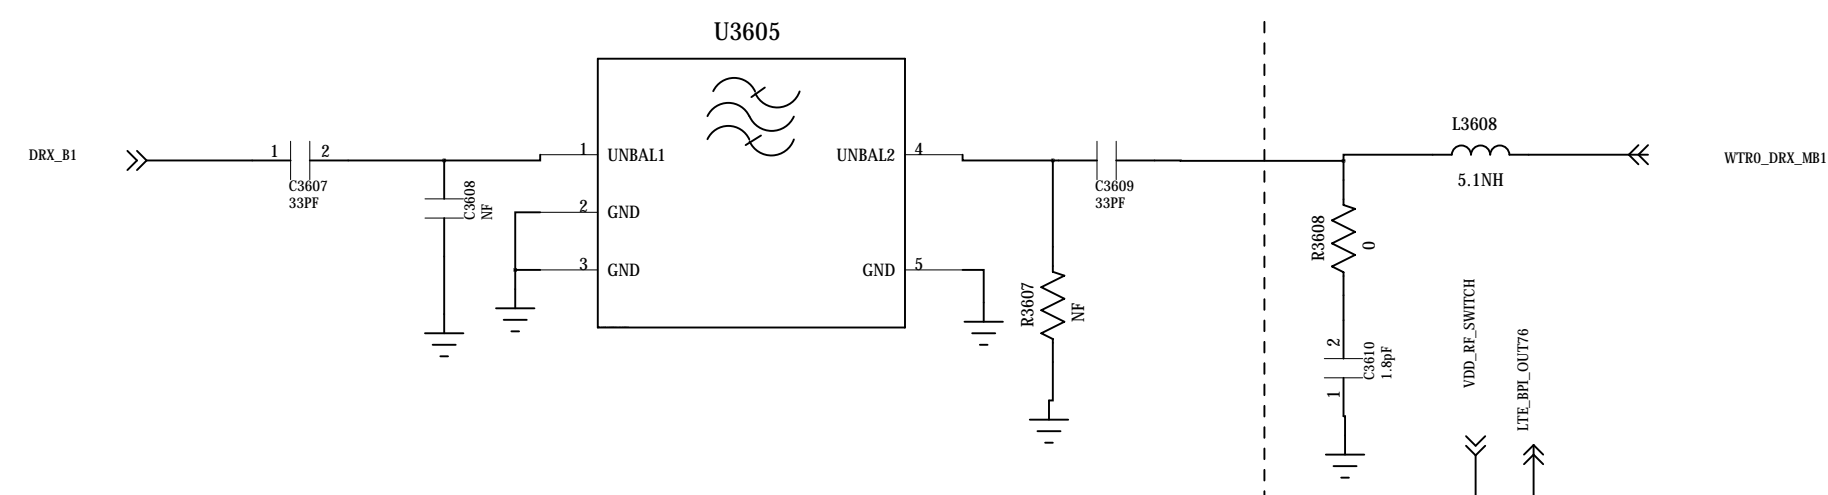 U3605
DRX_B1
1
2
C3607
33PF
C3608
NF
1
UNBAL1
2
GND
3
GND
UNBAL2
4
GND
5
C3609
33PF
R3607
NF
L3608
5.1NH
WTR0_DRX_MB1
R3608
0
2
C3610
1.8pF
1
VDD_RF_SWITCH
LTE_BPI_OUT76